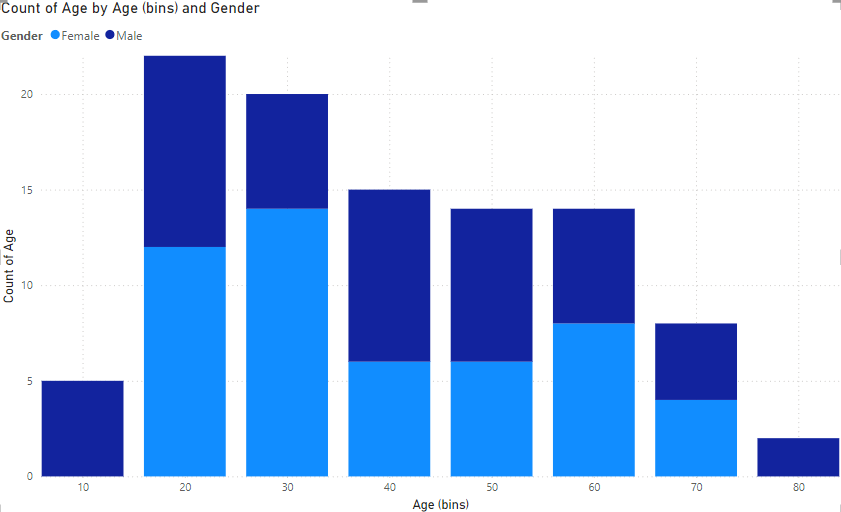 Count of Age by Age (bins) and Gender
Gender Female Male
20
15
10
5
0
Count of Age
10 20 30 40 50 60 70 80
Age (bins)